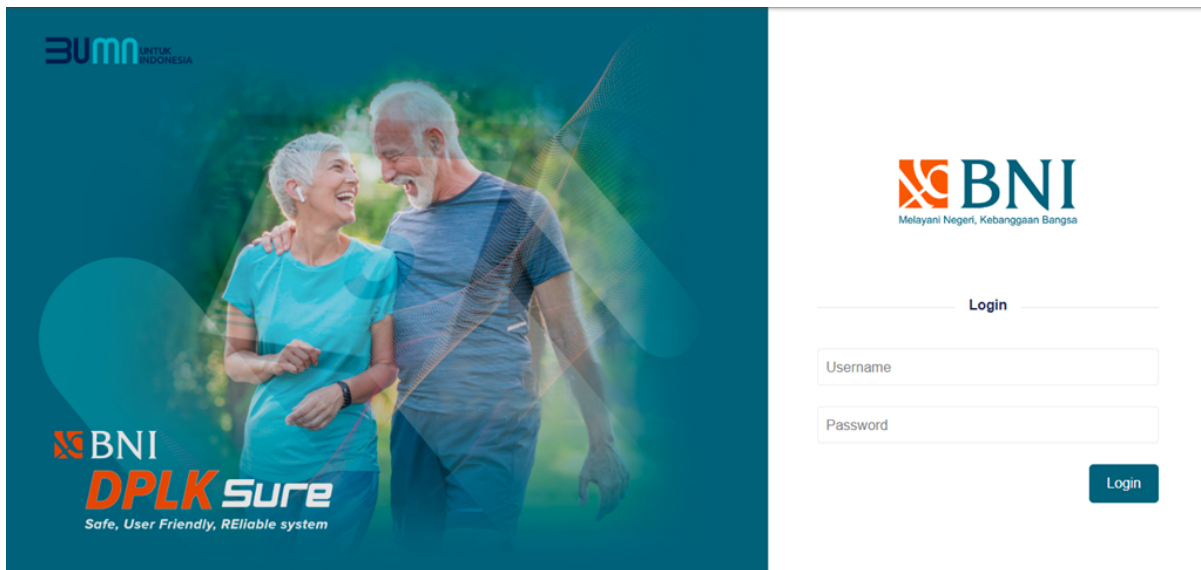 BUMN UNTUK
INDONESIA
BNI
DPLK Sure
Safe, User Friendly, REliable system
BNI
Melayani Negeri, Kebanggaan Bangsa
Login
Username
Password
Login